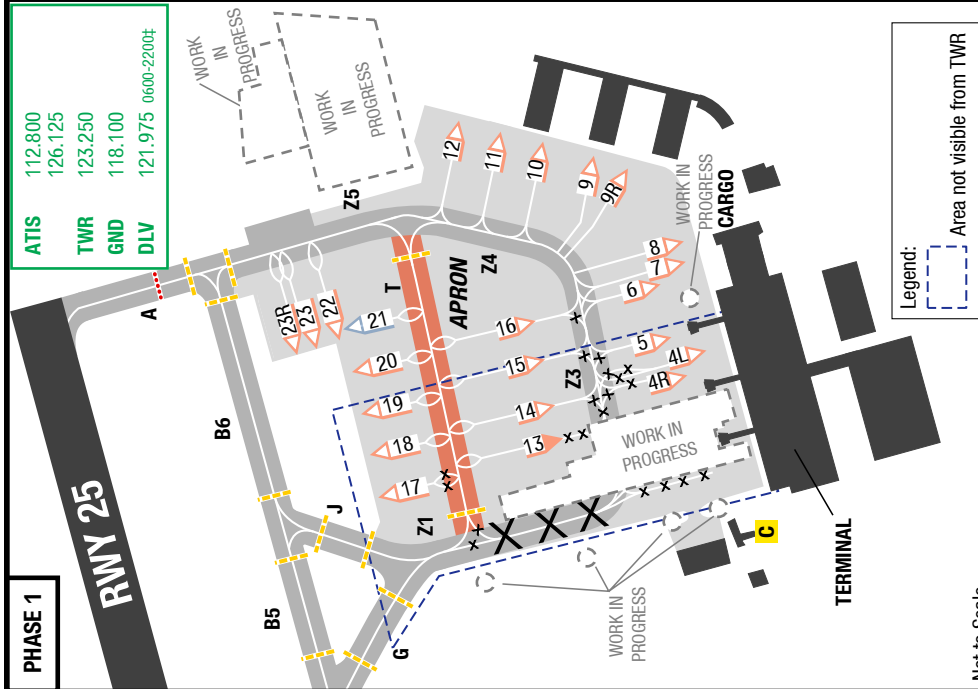 PHASE 1
ATIS 112.800
126.125
TWR 123.250
GND 118.100
DLV 121.975 0600-2200‡
RWY 25
WORK
IN
PROGRESS
WORK
IN
PROGRESS
A
B6
B5
J
G
Z1
Z3
Z4
Z5
T
APRON
23R
23
22
21
20
19
18
17
16
15
14
13
12
11
10
9
9R
8
7
6
5
4L
4R
WORK IN
PROGRESS
CARGO
WORK IN
PROGRESS
WORK IN
PROGRESS
C
TERMINAL
Legend:
Area not visible from TWR
Not to Scale